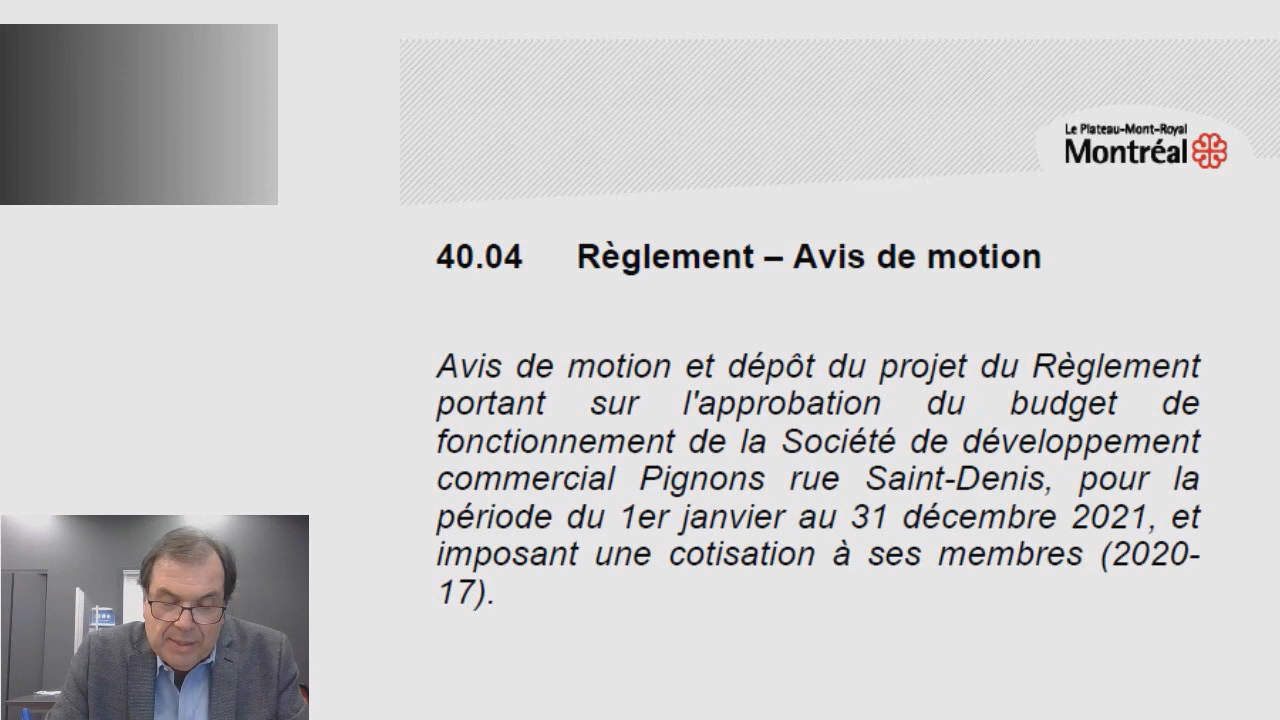 Le Plateau-Mont-Royal
Montréal
40.04 Règlement – Avis de motion
Avis de motion et dépôt du projet du Règlement
portant sur l'approbation du budget de
fonctionnement de la Société de développement
commercial Pignons rue Saint-Denis, pour la
période du 1er janvier au 31 décembre 2021, et
imposant une cotisation à ses membres (2020-
17).